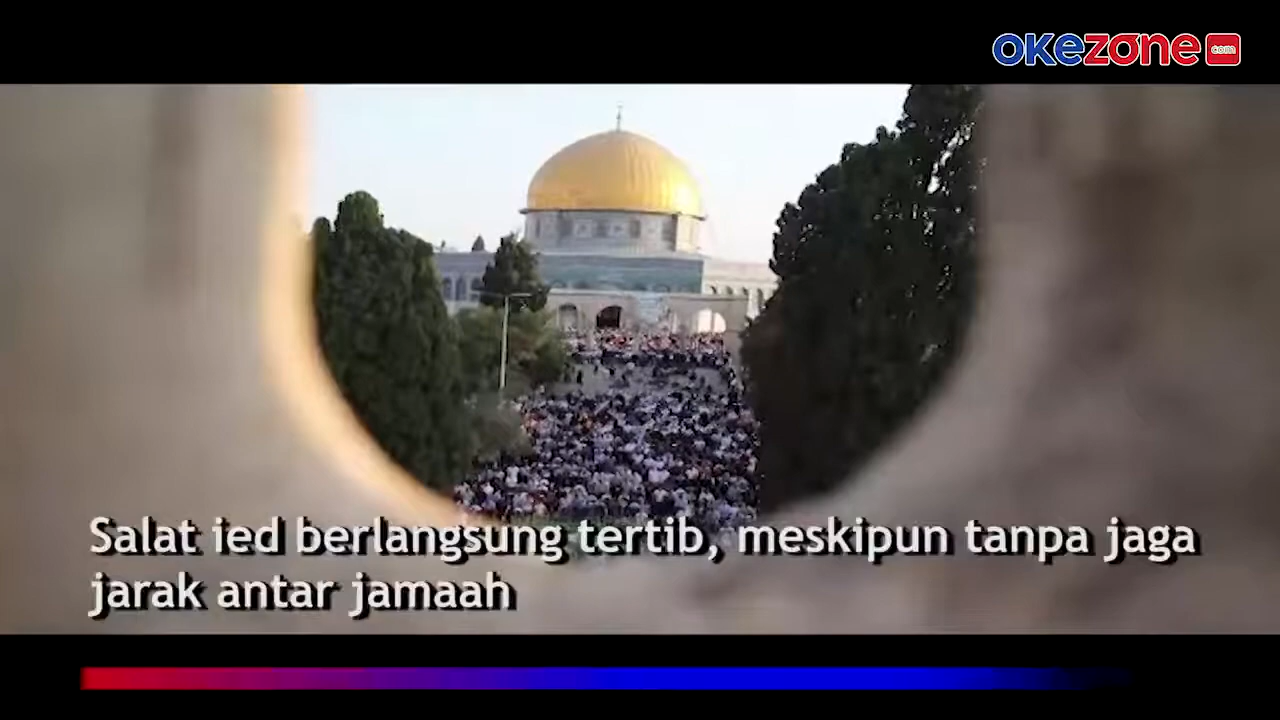 okezone.com
Salat ied berlangsung tertib, meskipun tanpa jaga
jarak antar jamaah